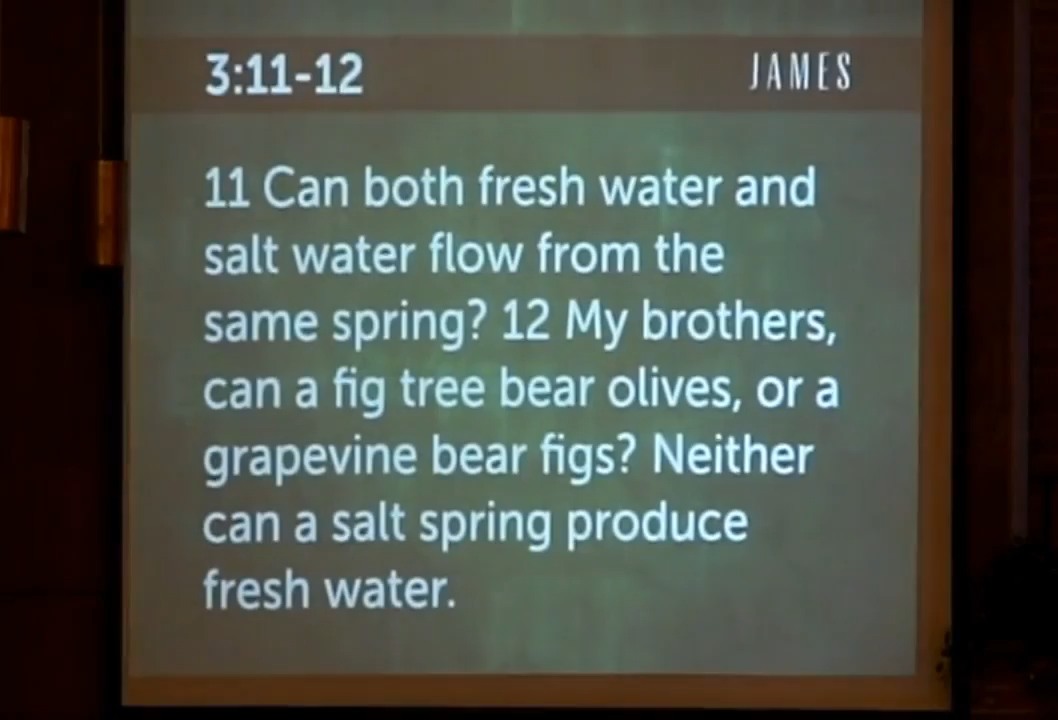 3:11-12 JAMES
11 Can both fresh water and
salt water flow from the
same spring? 12 My brothers,
can a fig tree bear olives, or a
grapevine bear figs? Neither
can a salt spring produce
fresh water.